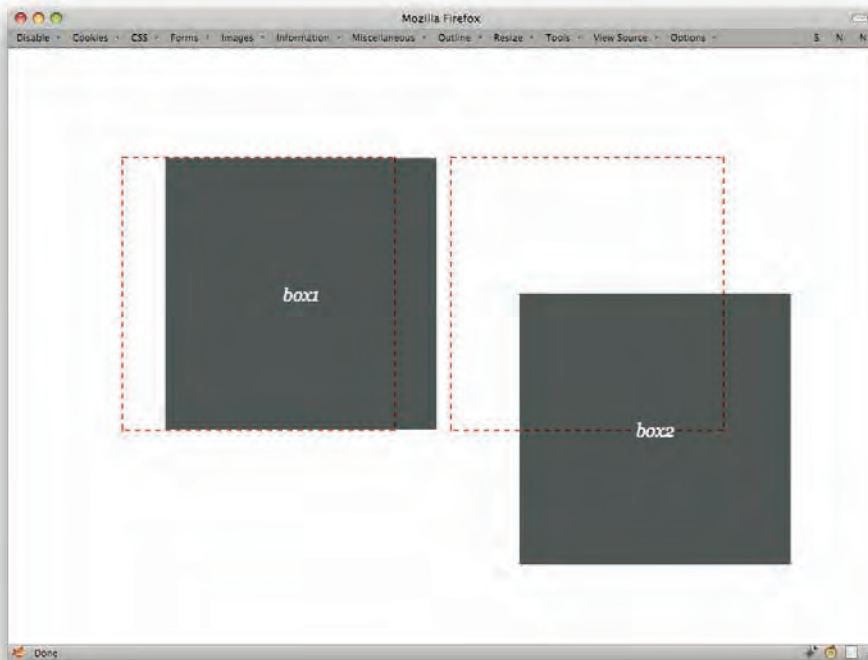 Mozilla Firefox
Disable Cookies CSS Forms Images Information Miscellaneous Outline Resize Tools View Source Options S N N
box1
box2
Done